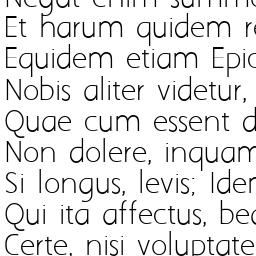 Negat enim summo
Et harum quidem r
Equidem etiam Epic
Nobis aliter videtur,
Quae cum essent d
Non dolere, inquam
Si longus, levis; Iden
Qui ita affectus, bea
Certe, nisi voluptate